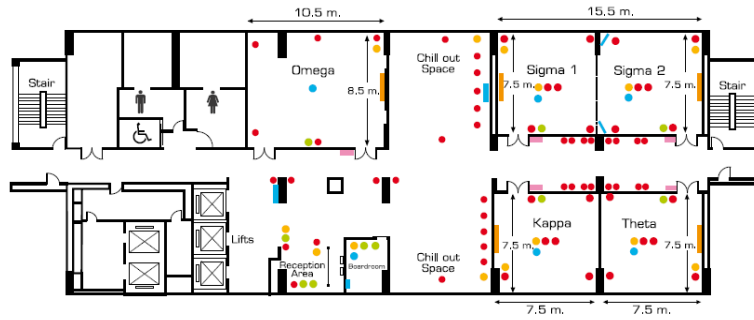 10.5 m.
15.5 m.
Stair
Omega
8.5 m.
Chill out
Space
Sigma 1
7.5 m.
Sigma 2
7.5 m.
Stair
Lifts
Reception
Area
Boardroom
Chill out
Space
Kappa
7.5 m.
Theta
7.5 m.
7.5 m.
7.5 m.